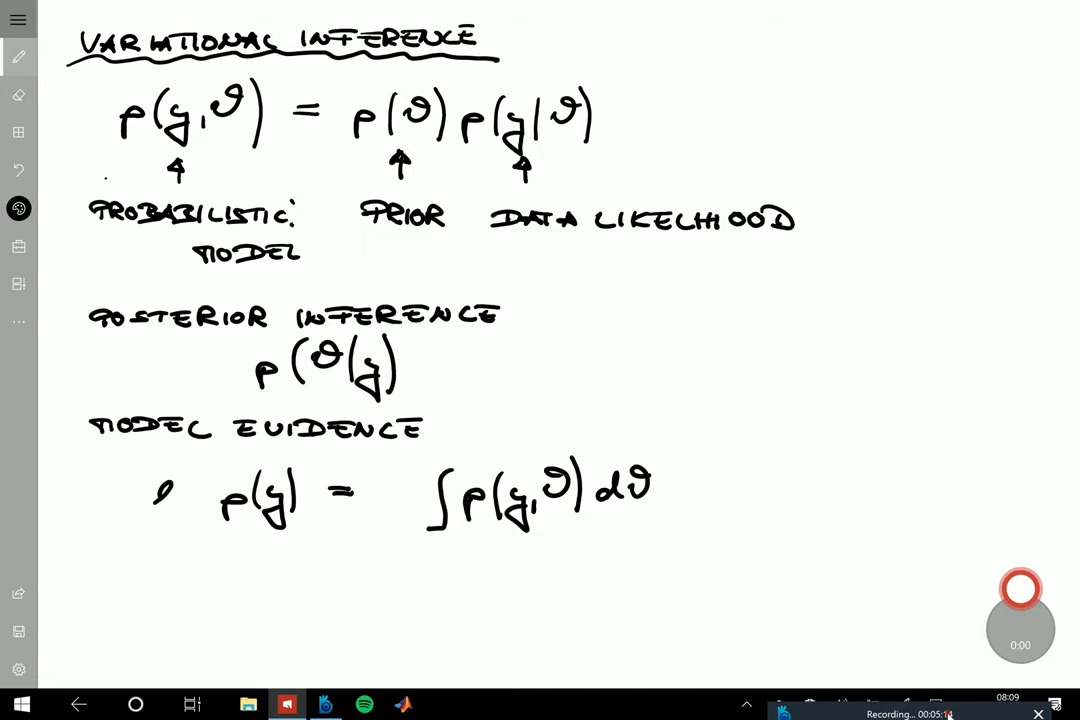 VARIATIONAL INFERENCE
p(y,ϑ) = p(ϑ) p(y|ϑ)
PROBABILISTIC PRIOR DATA LIKELIHOOD
MODEL
POSTERIOR INFERENCE
p(ϑ|y)
MODEL EVIDENCE
p(y) = ∫ p(y,ϑ) dϑ
0:00
08:09
Recording... 00:05:14